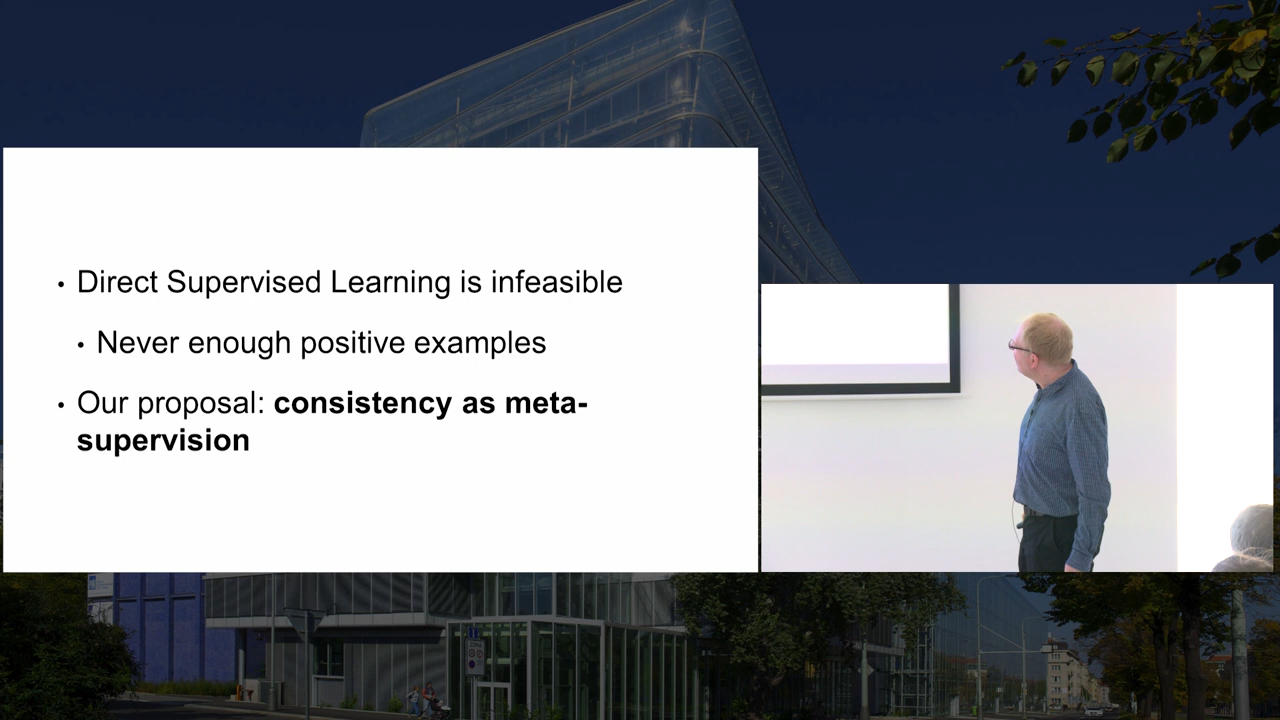 • Direct Supervised Learning is infeasible
• Never enough positive examples
• Our proposal: consistency as meta-
supervision